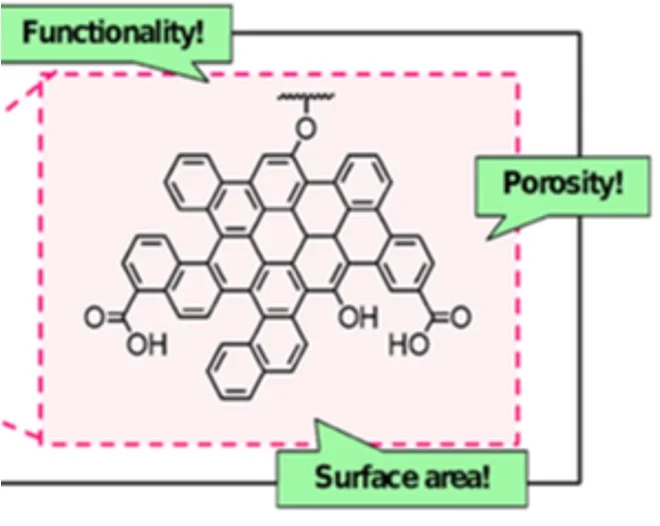 Functionality!
O
Porosity!
O
OH
OH
HO
O
Surface area!